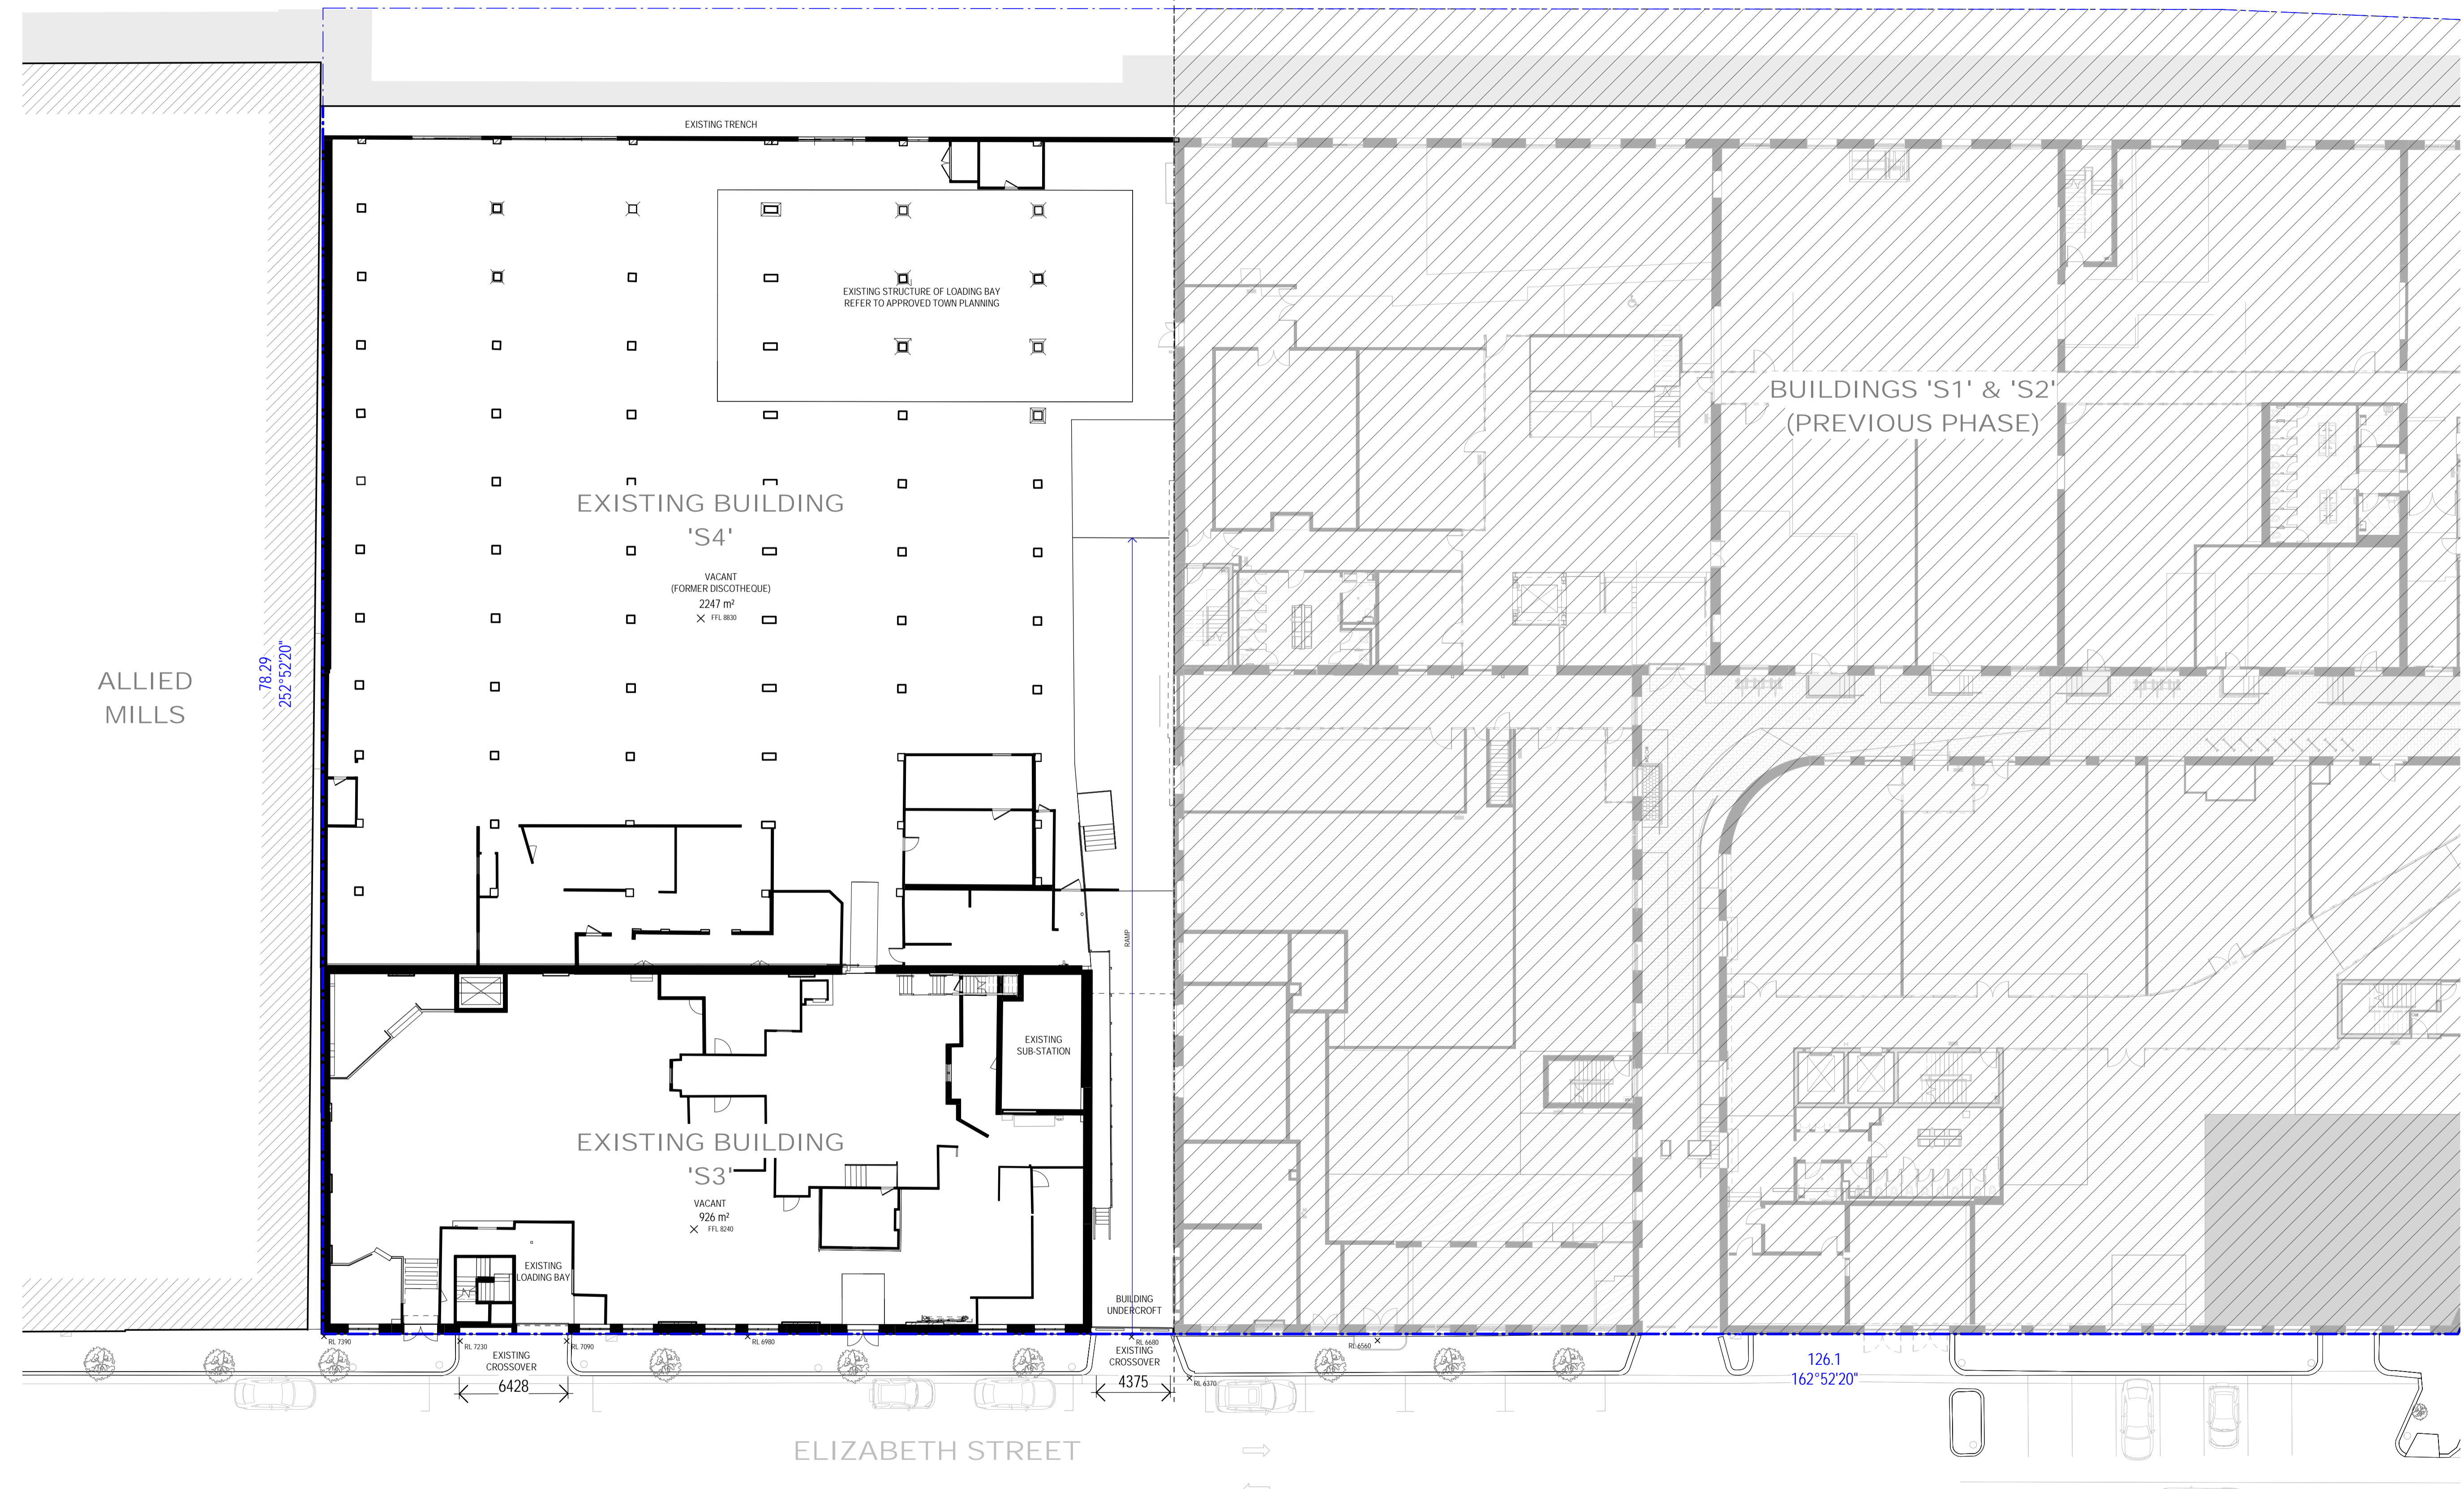 EXISTING TRENCH
EXISTING STRUCTURE OF LOADING BAY
REFER TO APPROVED TOWN PLANNING
BUILDINGS 'S1' & 'S2'
(PREVIOUS PHASE)
EXISTING BUILDING
'S4'
VACANT
(FORMER DISCOTHEQUE)
2247 m²
FFL 8830
ALLIED
MILLS
78.29
252°52'20"
RAMP
EXISTING
SUB-STATION
EXISTING BUILDING
'S3'
VACANT
926 m²
FFL 8240
EXISTING
LOADING BAY
BUILDING
UNDERCROFT
RL 7390
RL 7230
RL 7090
RL 6980
RL 6680
RL 6560
RL 6370
EXISTING
CROSSOVER
6428
EXISTING
CROSSOVER
4375
126.1
162°52'20"
ELIZABETH STREET